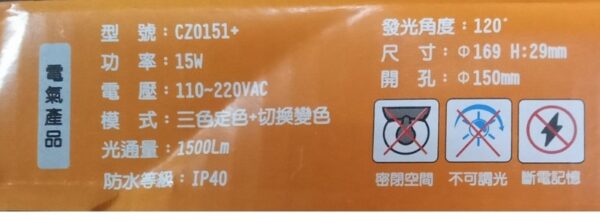 電氣產品
型 號：CZ0151+
功 率：15W
電 壓：110~220VAC
模 式：三色定色+切換變色
光通量：1500Lm
防水等級：IP40
發光角度：120°
尺 寸：Φ169 H:29mm
開 孔：Φ150mm
密閉空間
不可調光
斷電記憶